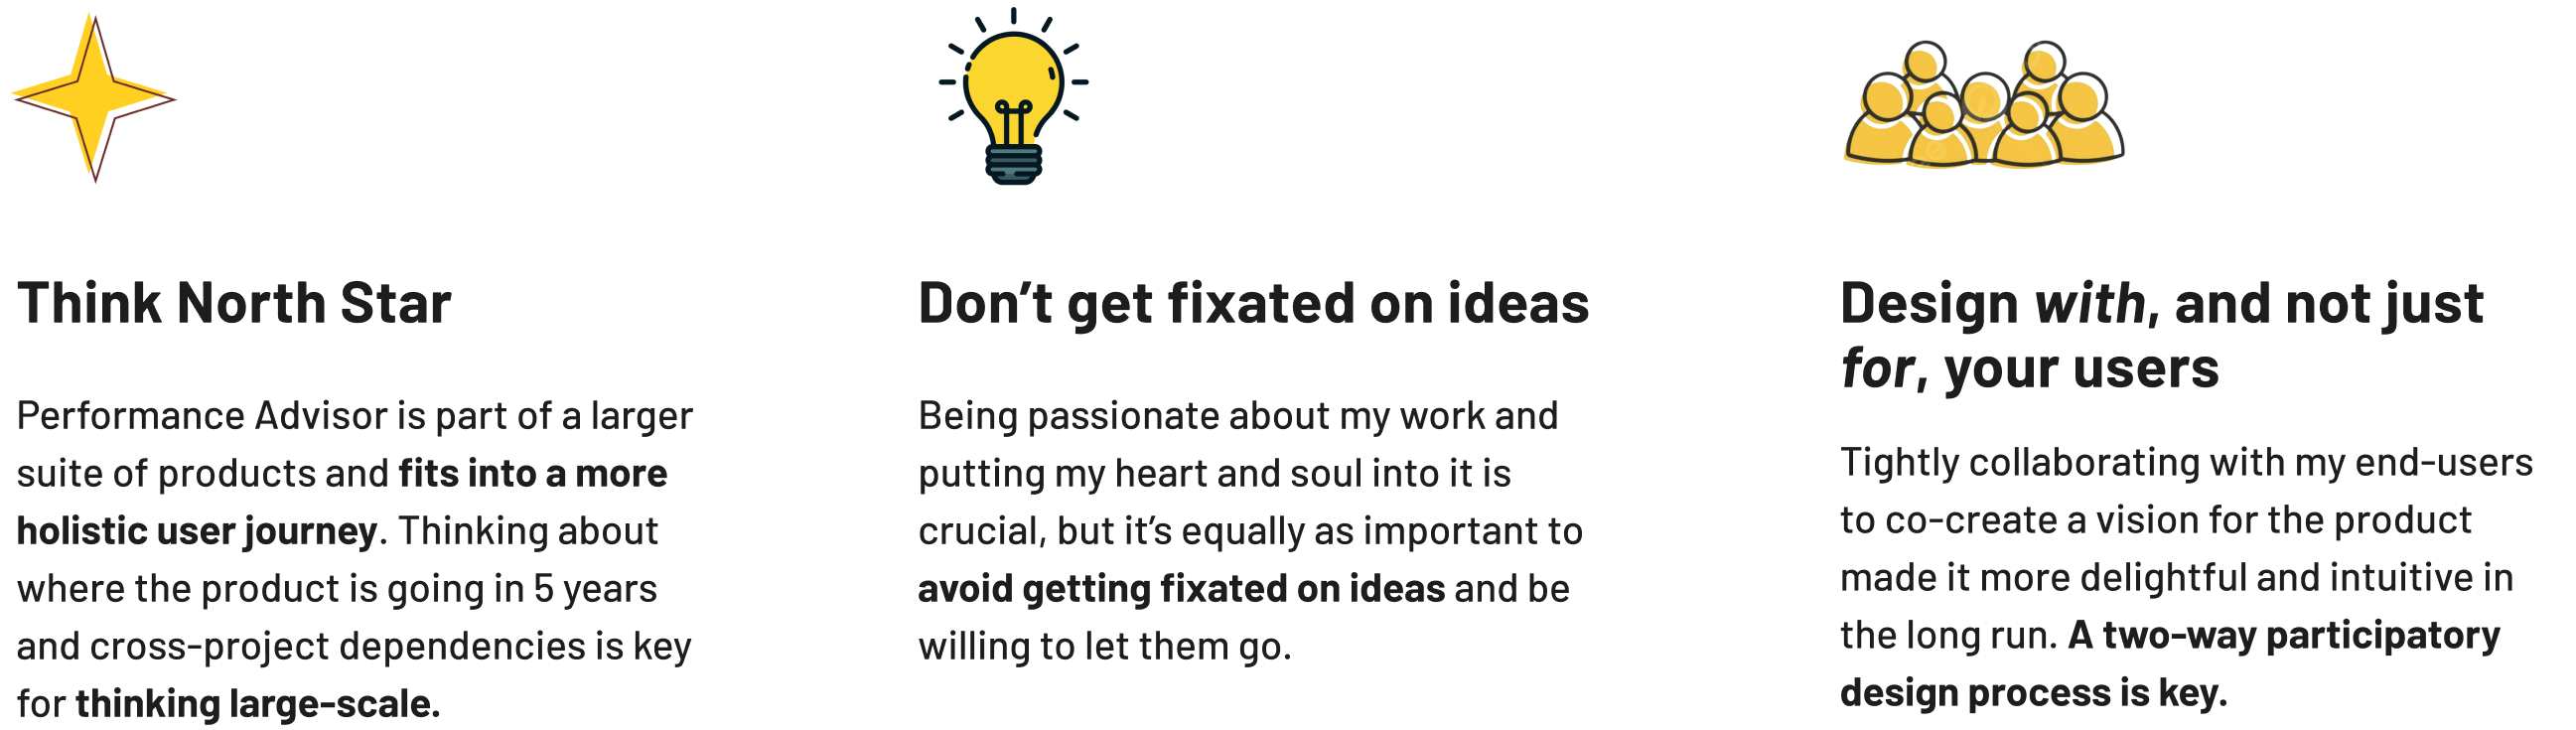 Think North Star
Performance Advisor is part of a larger
suite of products and fits into a more
holistic user journey. Thinking about
where the product is going in 5 years
and cross-project dependencies is key
for thinking large-scale.
Don’t get fixated on ideas
Being passionate about my work and
putting my heart and soul into it is
crucial, but it’s equally as important to
avoid getting fixated on ideas and be
willing to let them go.
Design with, and not just
for, your users
Tightly collaborating with my end-users
to co-create a vision for the product
made it more delightful and intuitive in
the long run. A two-way participatory
design process is key.